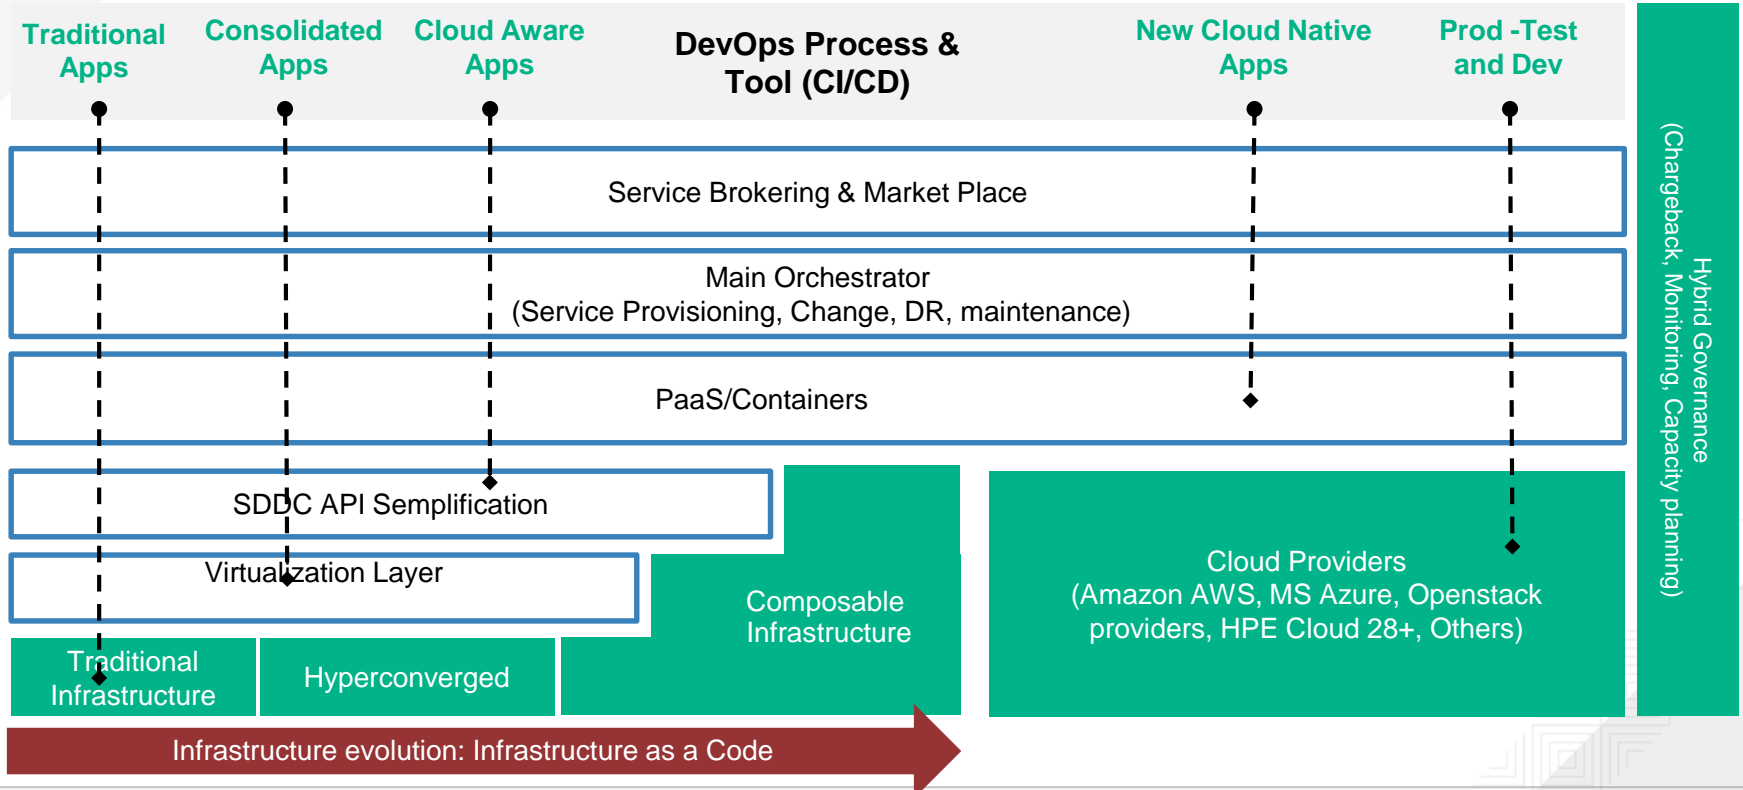 Traditional
Apps
Consolidated
Apps
Cloud Aware
Apps
DevOps Process &
Tool (CI/CD)
New Cloud Native
Apps
Prod -Test
and Dev
Service Brokering & Market Place
Main Orchestrator
(Service Provisioning, Change, DR, maintenance)
PaaS/Containers
SDDC API Semplification
Virtualization Layer
Composable
Infrastructure
Traditional
Infrastructure
Hyperconverged
Cloud Providers
(Amazon AWS, MS Azure, Openstack
providers, HPE Cloud 28+, Others)
Hybrid Governance
(Chargeback, Monitoring, Capacity planning)
Infrastructure evolution: Infrastructure as a Code